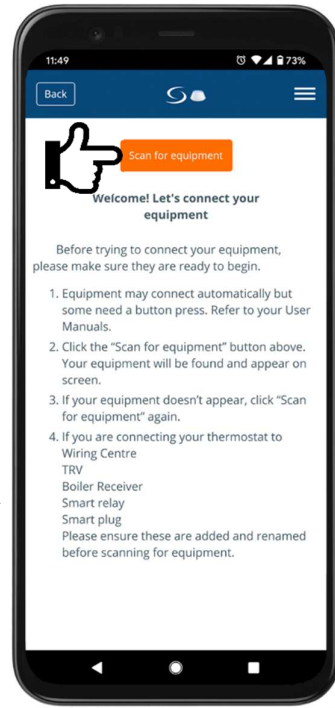 11:49
73%
Back
Scan for equipment
Welcome! Let's connect your
equipment
Before trying to connect your equipment,
please make sure they are ready to begin.
1. Equipment may connect automatically but
some need a button press. Refer to your User
Manuals.
2. Click the “Scan for equipment” button above.
Your equipment will be found and appear on
screen.
3. If your equipment doesn’t appear, click “Scan
for equipment” again.
4. If you are connecting your thermostat to
Wiring Centre
TRV
Boiler Receiver
Smart relay
Smart plug
Please ensure these are added and renamed
before scanning for equipment.